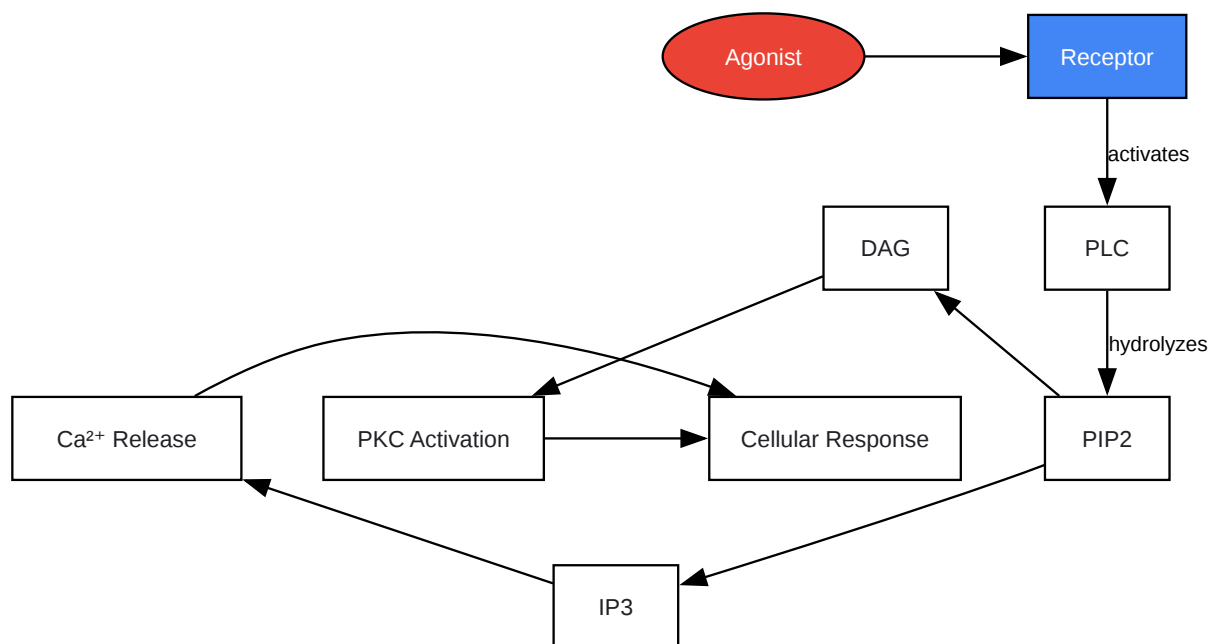 Agonist
Receptor
activates
DAG
PLC
hydrolyzes
Ca²⁺ Release
PKC Activation
Cellular Response
PIP2
IP3